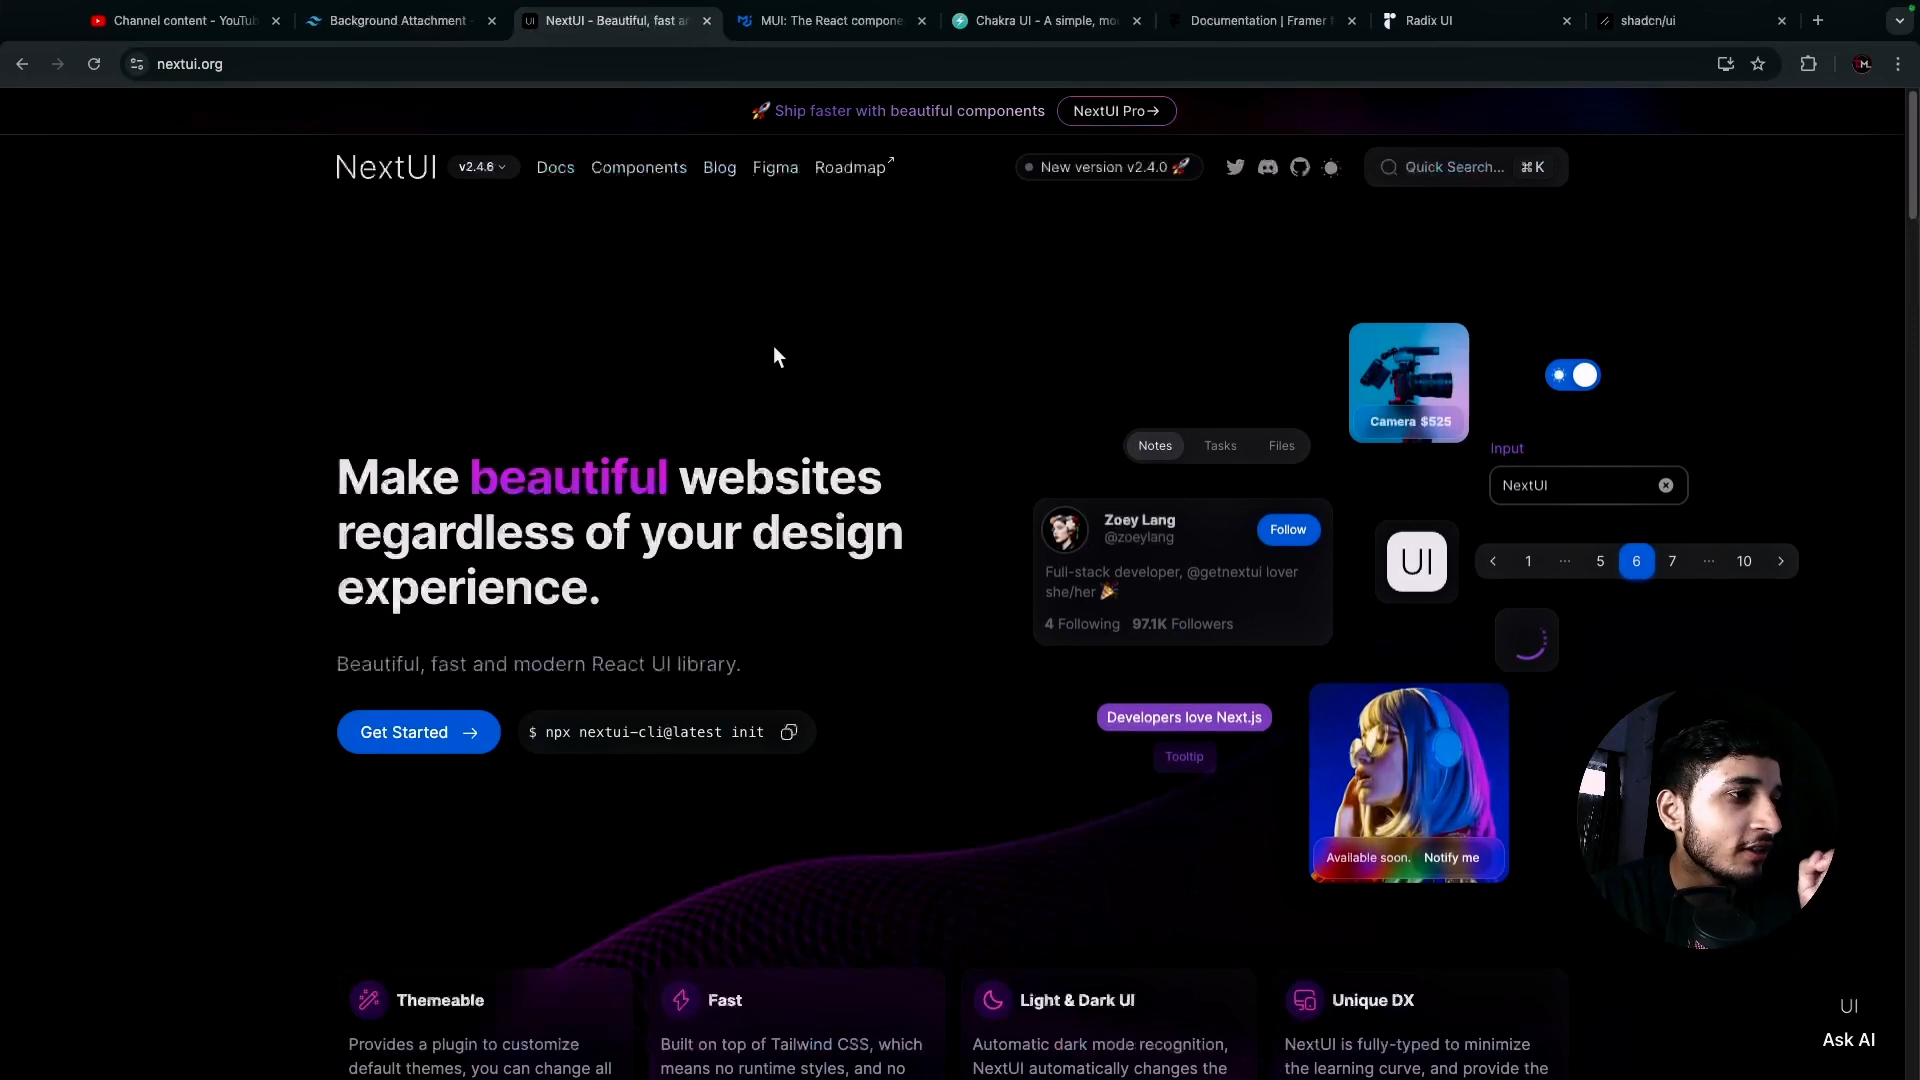 Channel content - YouTub
Background Attachment -
NextUI - Beautiful, fast a
MUI: The React compone
Chakra UI - A simple, mo
Documentation | Framer
Radix UI
shadcn/ui
nextui.org
🚀 Ship faster with beautiful components
NextUI Pro→
NextUI
v2.4.6
Docs
Components
Blog
Figma
Roadmap
New version v2.4.0 🚀
Quick Search...
⌘K
Make beautiful websites
regardless of your design
experience.
Beautiful, fast and modern React UI library.
Get Started →
$ npx nextui-cli@latest init
Camera $525
Notes
Tasks
Files
Input
NextUI
Zoey Lang
@zoeylang
Follow
Full-stack developer, @getnextui lover
she/her 🎉
4 Following 97.1K Followers
UI
< 1 ... 5 6 7 ... 10 >
Developers love Next.js
Tooltip
Available soon. Notify me
Themeable
Provides a plugin to customize
default themes, you can change all
Fast
Built on top of Tailwind CSS, which
means no runtime styles, and no
Light & Dark UI
Automatic dark mode recognition,
NextUI automatically changes the
Unique DX
NextUI is fully-typed to minimize
the learning curve, and provide the
UI
Ask AI